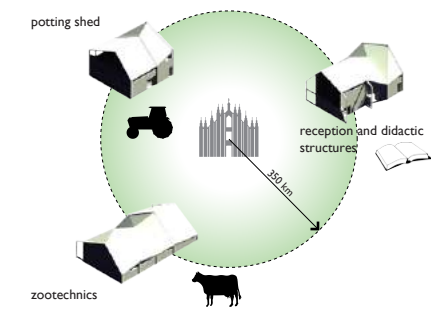 potting shed
reception and didactic
structures
350 km
zootechnics